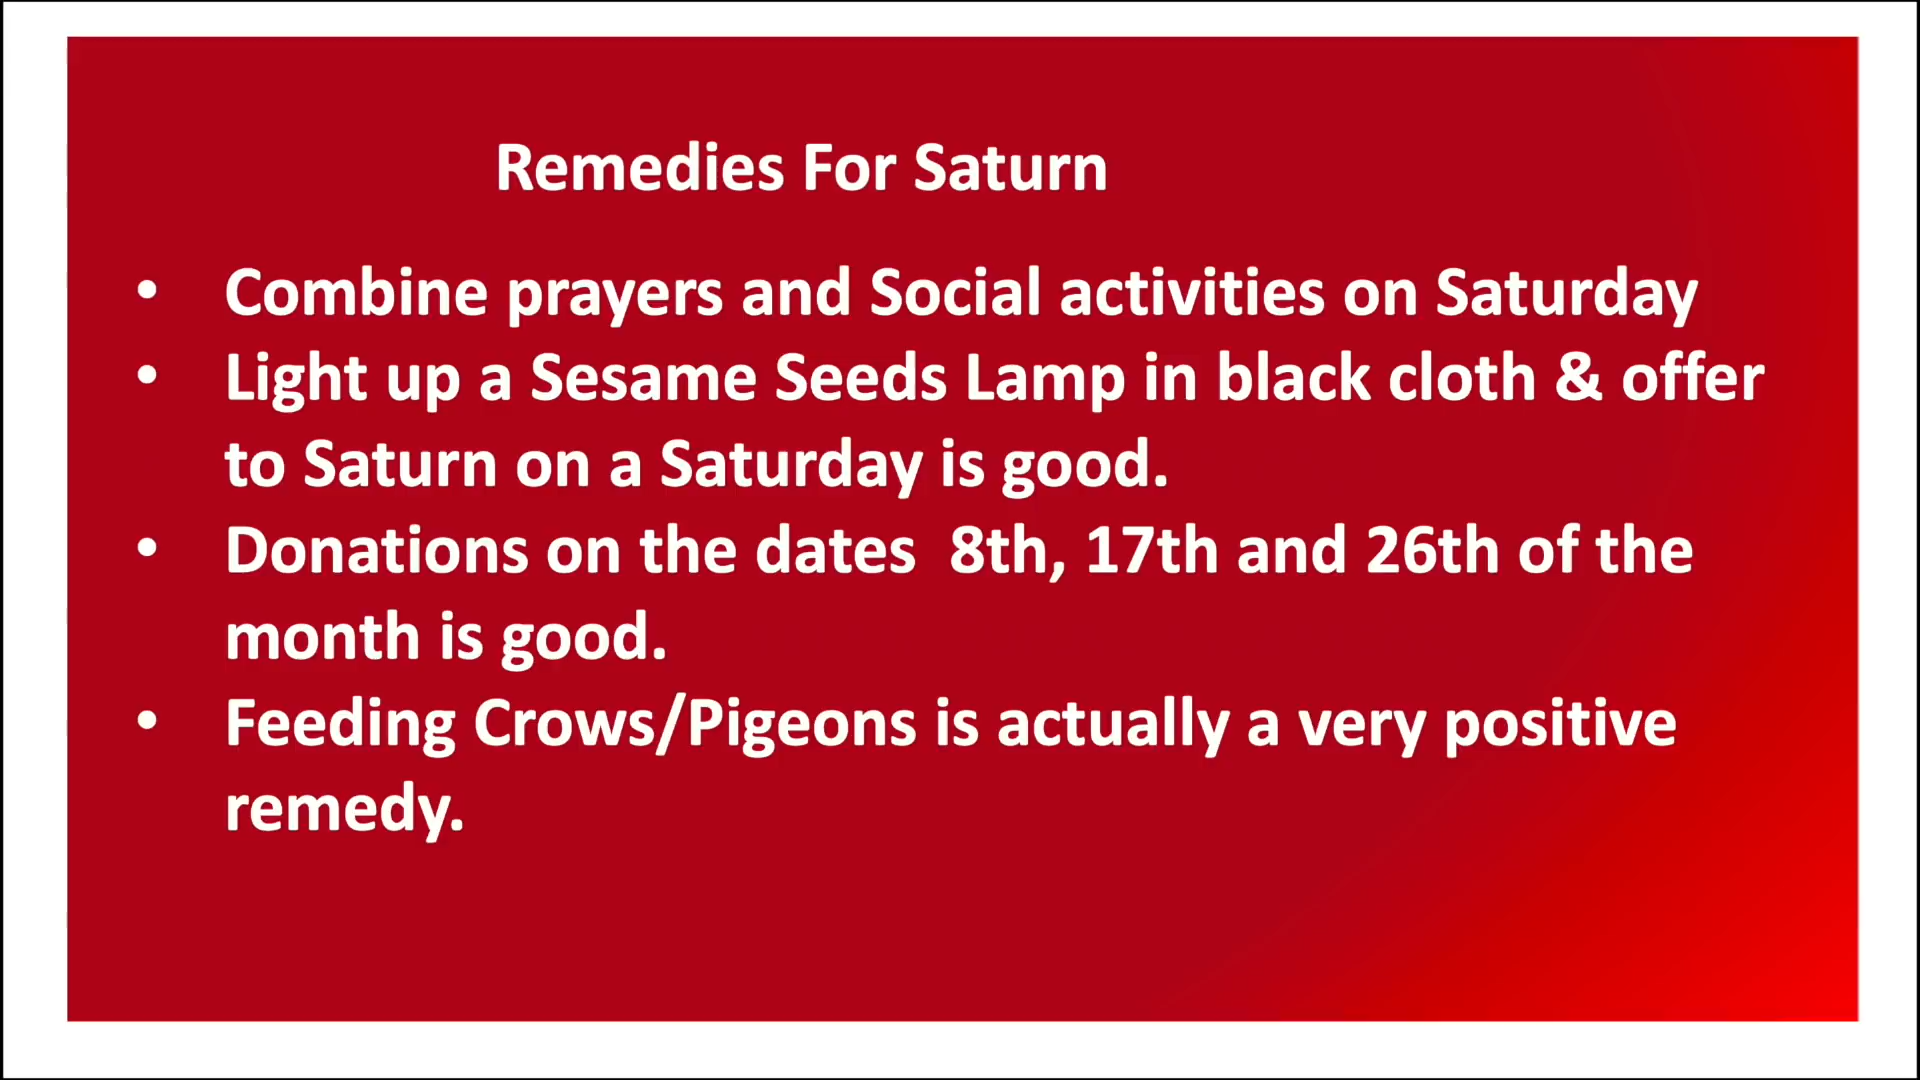 Remedies For Saturn
• Combine prayers and Social activities on Saturday
• Light up a Sesame Seeds Lamp in black cloth & offer
to Saturn on a Saturday is good.
• Donations on the dates  8th, 17th and 26th of the
month is good.
• Feeding Crows/Pigeons is actually a very positive
remedy.